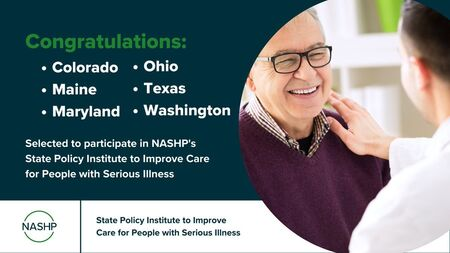 Congratulations:
• Colorado
• Maine
• Maryland
• Ohio
• Texas
• Washington
Selected to participate in NASHP's
State Policy Institute to Improve Care
for People with Serious Illness
NASHP
State Policy Institute to Improve
Care for People with Serious Illness